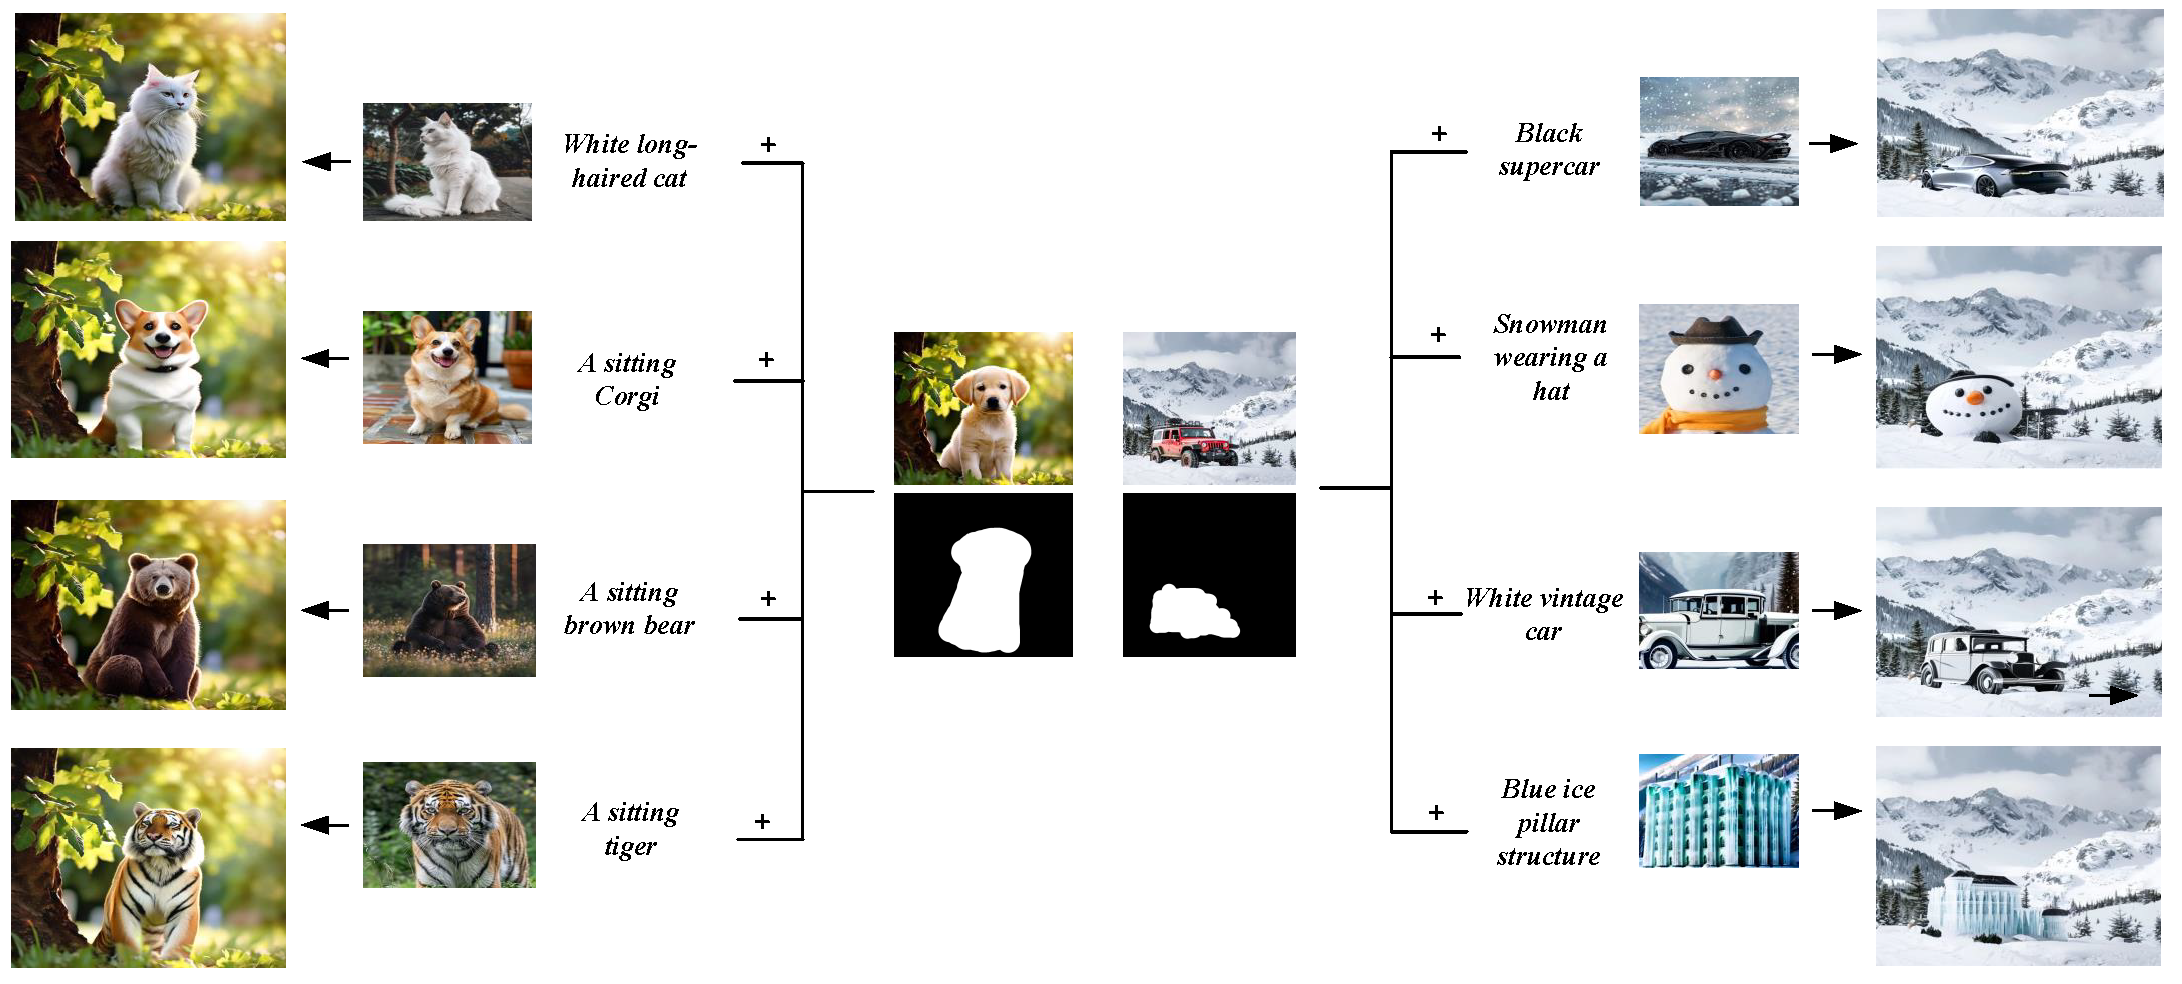 White long-
haired cat
+
A sitting
Corgi
+
A sitting
brown bear
+
A sitting
tiger
+
+
Black
supercar
+
Snowman
wearing a
hat
+
White vintage
car
+
Blue ice
pillar
structure